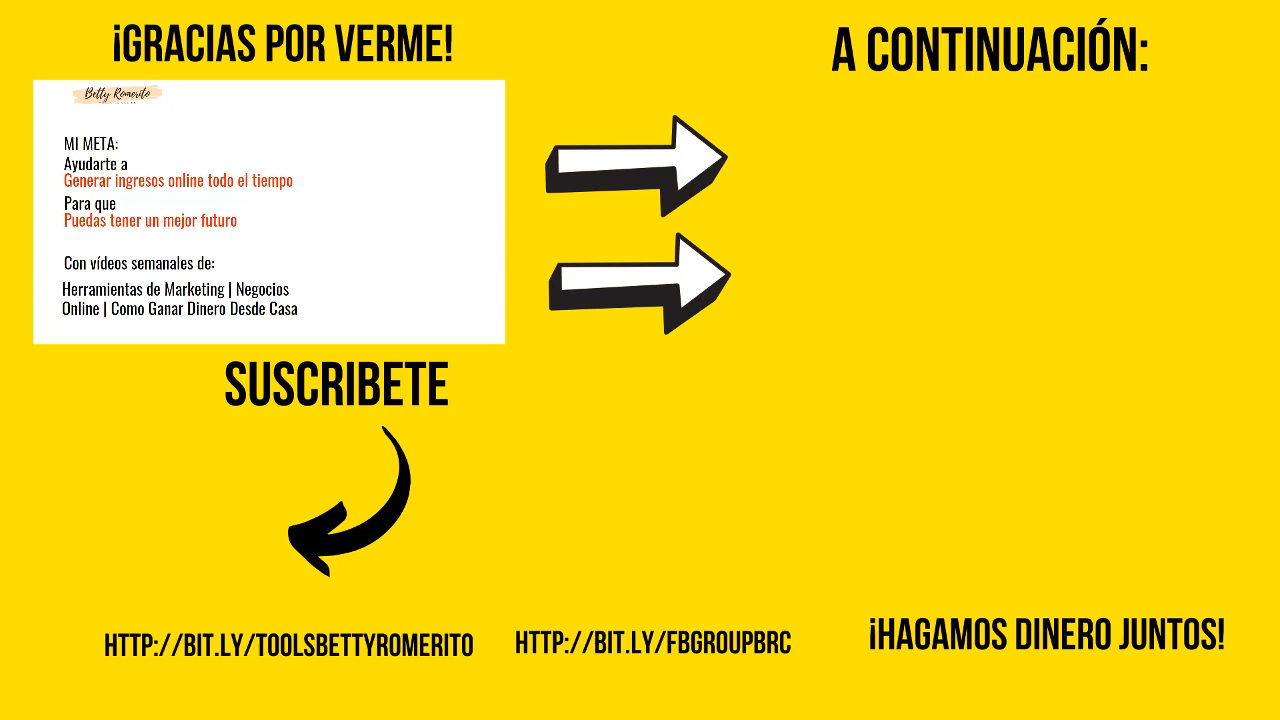 ¡GRACIAS POR VERME!
A CONTINUACIÓN:
Betty Romerito
MI META:
Ayudarte a
Generar ingresos online todo el tiempo
Para que
Puedas tener un mejor futuro
Con vídeos semanales de:
Herramientas de Marketing | Negocios
Online | Como Ganar Dinero Desde Casa
SUSCRIBETE
HTTP://BIT.LY/TOOLSBETTYROMERITO
HTTP://BIT.LY/FBGROUPBRC
¡HAGAMOS DINERO JUNTOS!